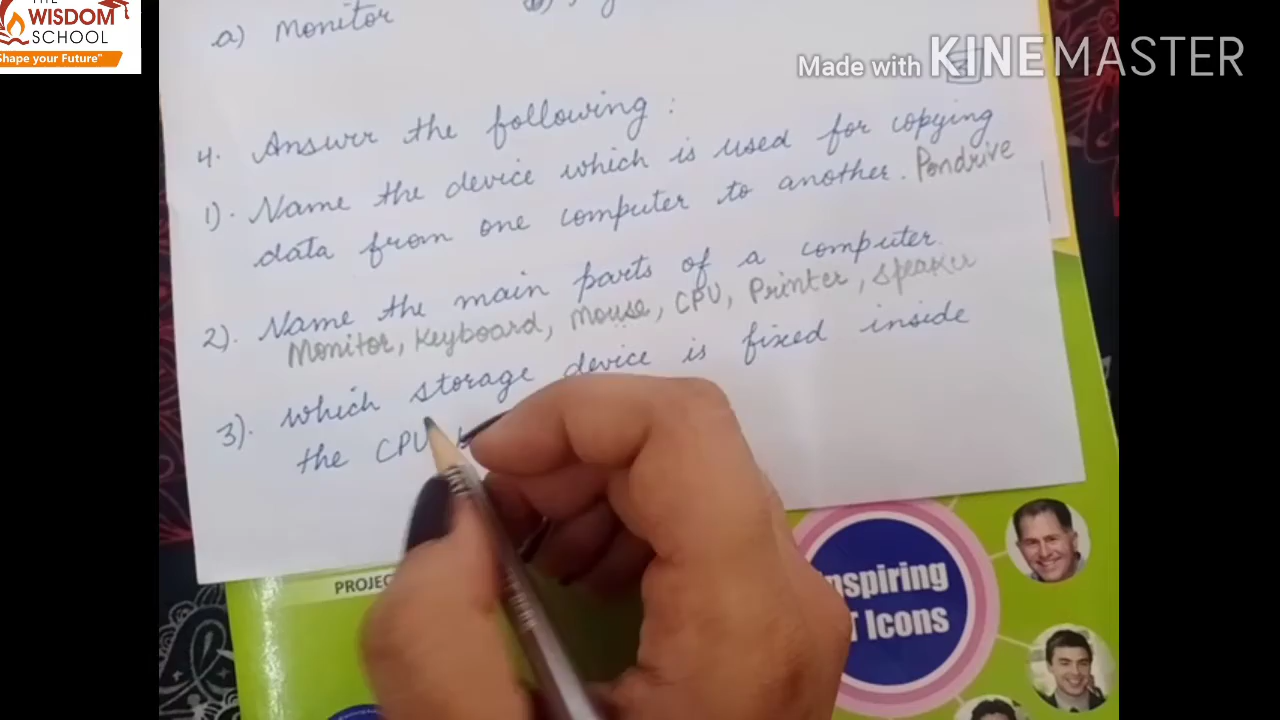 THE
WISDOM
SCHOOL
Shape your Future"
Made with KINEMASTER
a) Monitor
4. Answer the following :
1). Name the device which is used for copying
data from one computer to another. Pendrive
2). Name the main parts of a computer.
Monitor, Keyboard, Mouse, CPU, Printer, Speaker
3). which storage device is fixed inside
the CPU
PROJEC
Inspiring
IT Icons